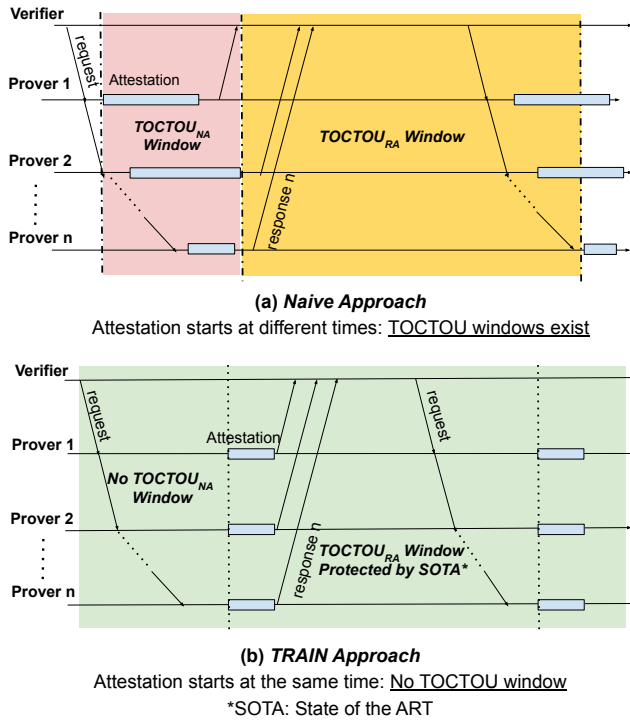 Verifier
request
Prover 1
Attestation
TOCTOU_NA
Window
TOCTOU_RA Window
Prover 2
response n
Prover n
(a) Naive Approach
Attestation starts at different times: TOCTOU windows exist
Verifier
request
request
Prover 1
Attestation
No TOCTOU_NA
Window
Prover 2
response n
TOCTOU_RA Window
Protected by SOTA*
Prover n
(b) TRAIN Approach
Attestation starts at the same time: No TOCTOU window
*SOTA: State of the ART